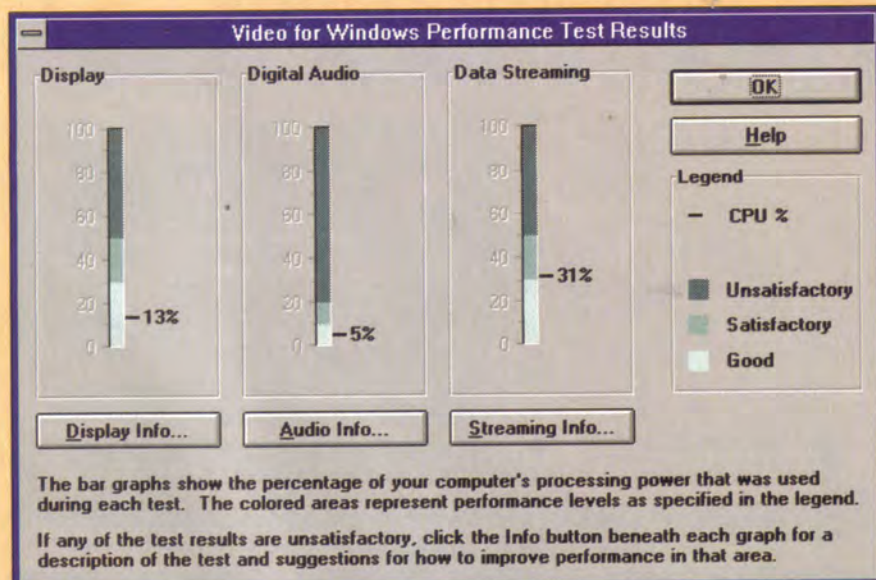 Video for Windows Performance Test Results
Display
100
80
60
40
20
0
13%
Digital Audio
100
80
60
40
20
0
5%
Data Streaming
100
80
60
40
20
0
31%
OK
Help
Legend
CPU %
Unsatisfactory
Satisfactory
Good
Display Info...
Audio Info...
Streaming Info...
The bar graphs show the percentage of your computer's processing power that was used
during each test. The colored areas represent performance levels as specified in the legend.
If any of the test results are unsatisfactory, click the Info button beneath each graph for a
description of the test and suggestions for how to improve performance in that area.